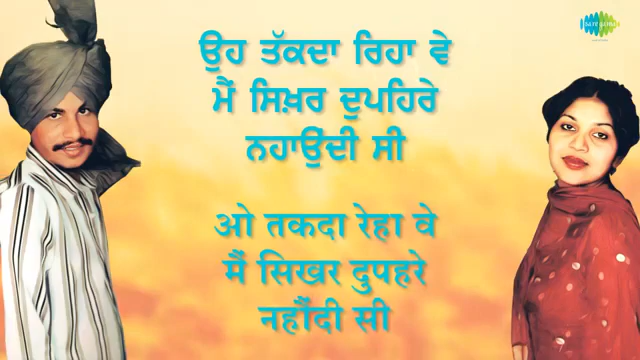 ਉਹ ਤੱਕਦਾ ਰਿਹਾ ਵੇ
ਮੈਂ ਸਿਖ਼ਰ ਦੁਪਹਿਰੇ
ਨਹਾਉਂਦੀ ਸੀ
ओ तकदा रेहा वे
मैं सिखर दुपहरे
नहौंदी सी